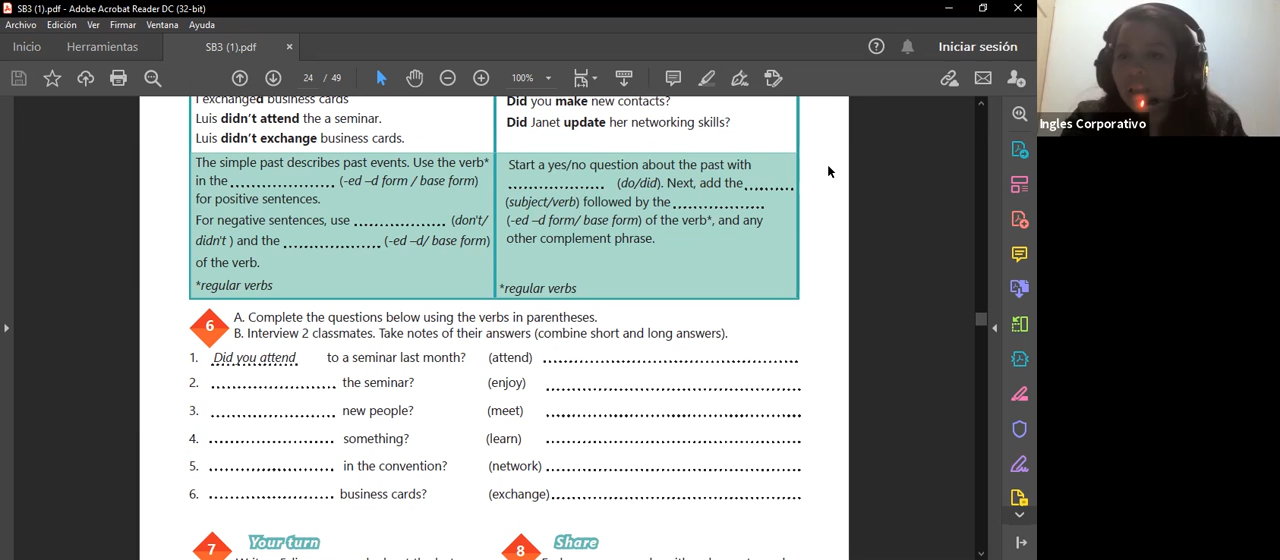 SB3 (1).pdf - Adobe Acrobat Reader DC (32-bit)
Archivo Edición Ver Firmar Ventana Ayuda
Inicio Herramientas SB3 (1).pdf × Iniciar sesión
24 / 49 100%
I exchanged business cards
Luis didn't attend the a seminar.
Luis didn't exchange business cards.
The simple past describes past events. Use the verb*
in the ................. (-ed –d form / base form)
for positive sentences.
For negative sentences, use ................. (don't/
didn't ) and the ................. (-ed –d/ base form)
of the verb.
*regular verbs
Did you make new contacts?
Did Janet update her networking skills?
Start a yes/no question about the past with
................. (do/did). Next, add the.........
(subject/verb) followed by the .................
(-ed –d form/ base form) of the verb*, and any
other complement phrase.
*regular verbs
6 A. Complete the questions below using the verbs in parentheses.
B. Interview 2 classmates. Take notes of their answers (combine short and long answers).
1. Did you attend to a seminar last month? (attend) .................
2. ................. the seminar? (enjoy) .................
3. ................. new people? (meet) .................
4. ................. something? (learn) .................
5. ................. in the convention? (network) .................
6. ................. business cards? (exchange) .................
7 Your turn
8 Share
Ingles Corporativo